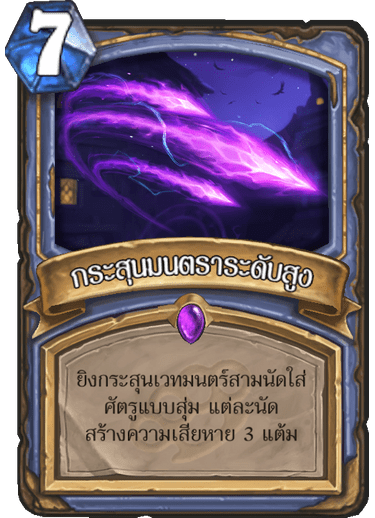 7
กระสุนมนตราระดับสูง
ยิงกระสุนเวทมนตร์สามนัดใส่
ศัตรูแบบสุ่ม แต่ละนัด
สร้างความเสียหาย 3 แต้ม